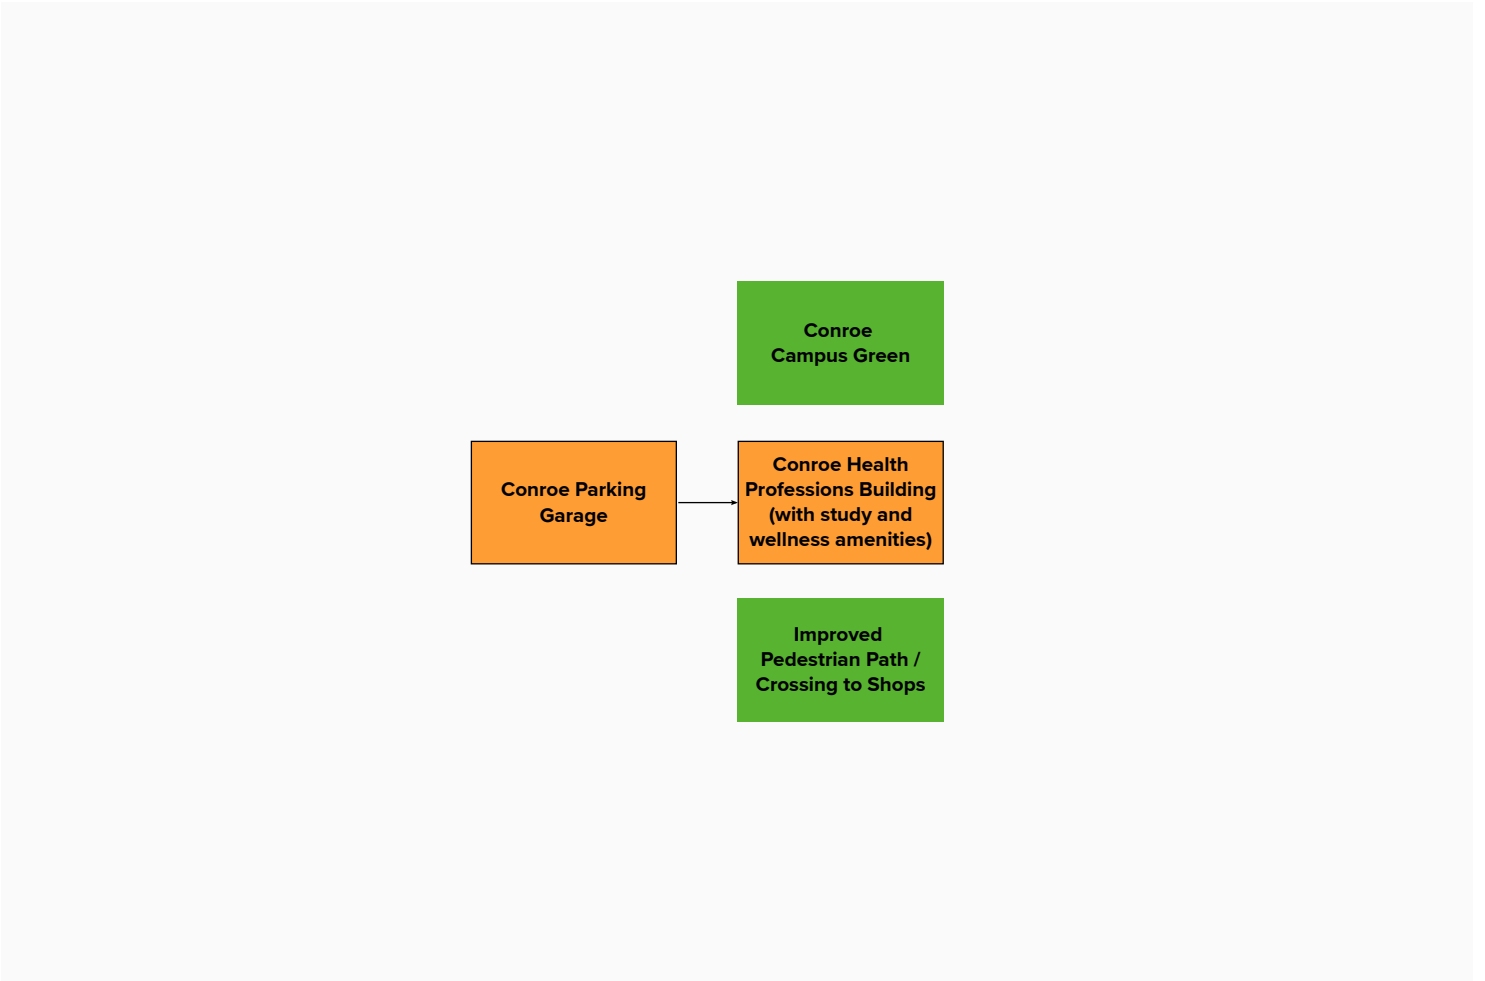 Conroe
Campus Green
Conroe Parking
Garage
Conroe Health
Professions Building
(with study and
wellness amenities)
Improved
Pedestrian Path /
Crossing to Shops